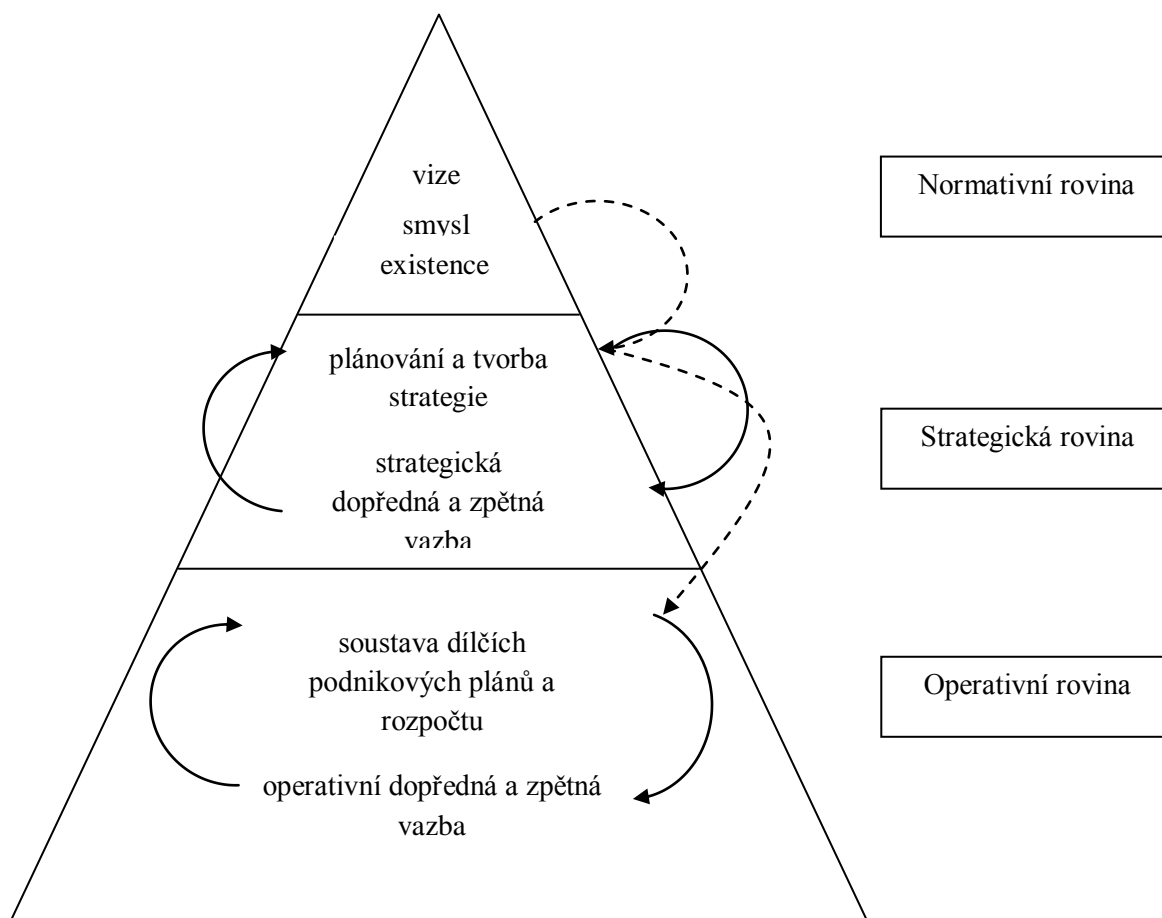 vize
smysl
existence
Normativní rovina
plánování a tvorba
strategie
strategická
dopředná a zpětná
vazba
Strategická rovina
soustava dílčích
podnikových plánů a
rozpočtu
operativní dopředná a zpětná
vazba
Operativní rovina